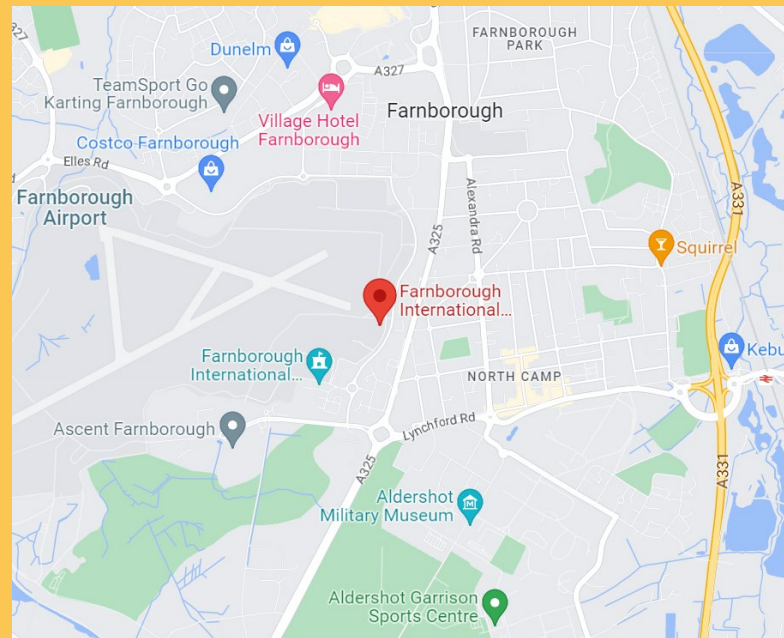 A327
Dunelm
A327
FARNBOROUGH
PARK
TeamSport Go
Karting Farnborough
Village Hotel
Farnborough
Farnborough
Costco Farnborough
Elles Rd
Farnborough
Airport
Alexandra Rd
A325
A331
Squirrel
Farnborough
International...
Farnborough
International...
Kebu
NORTH CAMP
Ascent Farnborough
Lynchford Rd
A325
A331
Aldershot
Military Museum
Aldershot Garrison
Sports Centre